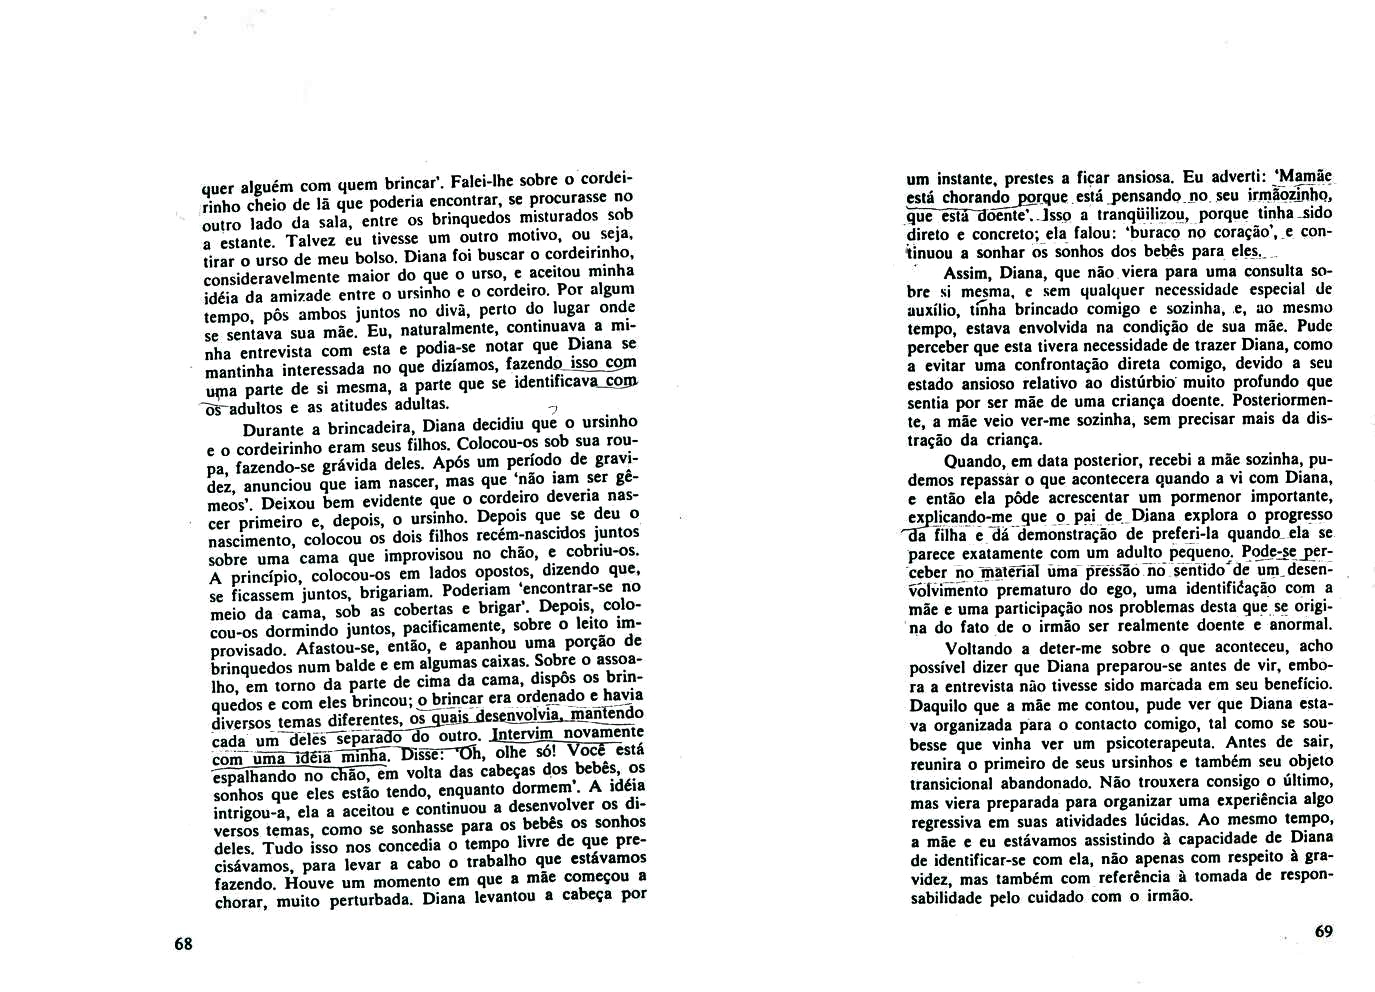 quer alguém com quem brincar’. Falei-lhe sobre o cordei-
rinho cheio de lã que poderia encontrar, se procurasse no
outro lado da sala, entre os brinquedos misturados sob
a estante. Talvez eu tivesse um outro motivo, ou seja,
tirar o urso de meu bolso. Diana foi buscar o cordeirinho,
consideravelmente maior do que o urso, e aceitou minha
idéia da amizade entre o ursinho e o cordeiro. Por algum
tempo, pôs ambos juntos no divã, perto do lugar onde
se sentava sua mãe. Eu, naturalmente, continuava a mi-
nha entrevista com esta e podia-se notar que Diana se
mantinha interessada no que dizíamos, fazendo isso com
uma parte de si mesma, a parte que se identificava com
os adultos e as atitudes adultas.
Durante a brincadeira, Diana decidiu que o ursinho
e o cordeirinho eram seus filhos. Colocou-os sob sua rou-
pa, fazendo-se grávida deles. Após um período de gravi-
dez, anunciou que iam nascer, mas que ‘não iam ser gê-
meos’. Deixou bem evidente que o cordeiro deveria nas-
cer primeiro e, depois, o ursinho. Depois que se deu o
nascimento, colocou os dois filhos recém-nascidos juntos
sobre uma cama que improvisou no chão, e cobriu-os.
A princípio, colocou-os em lados opostos, dizendo que,
se ficassem juntos, brigariam. Poderiam ‘encontrar-se no
meio da cama, sob as cobertas e brigar’. Depois, colo-
cou-os dormindo juntos, pacificamente, sobre o leito im-
provisado. Afastou-se, então, e apanhou uma porção de
brinquedos num balde e em algumas caixas. Sobre o assoa-
lho, em torno da parte de cima da cama, dispôs os brin-
quedos e com eles brincou; o brincar era ordenado e havia
diversos temas diferentes, os quais desenvolvia, mantendo
cada um deles separado do outro. Intervim novamente
com uma idéia minha. Disse: ‘Oh, olhe só! Você está
espalhando no chão, em volta das cabeças dos bebês, os
sonhos que eles estão tendo, enquanto dormem’. A idéia
intrigou-a, ela a aceitou e continuou a desenvolver os di-
versos temas, como se sonhasse para os bebês os sonhos
deles. Tudo isso nos concedia o tempo livre de que pre-
cisávamos, para levar a cabo o trabalho que estávamos
fazendo. Houve um momento em que a mãe começou a
chorar, muito perturbada. Diana levantou a cabeça por
68
um instante, prestes a ficar ansiosa. Eu adverti: ‘Mamãe
está chorando porque está pensando no seu irmãozinho,
que está doente’. Isso a tranqüilizou, porque tinha sido
direto e concreto; ela falou: ‘buraco no coração’, e con-
tinuou a sonhar os sonhos dos bebês para eles.
Assim, Diana, que não viera para uma consulta so-
bre si mesma, e sem qualquer necessidade especial de
auxílio, tinha brincado comigo e sozinha, e, ao mesmo
tempo, estava envolvida na condição de sua mãe. Pude
perceber que esta tivera necessidade de trazer Diana, como
a evitar uma confrontação direta comigo, devido a seu
estado ansioso relativo ao distúrbio muito profundo que
sentia por ser mãe de uma criança doente. Posteriormen-
te, a mãe veio ver-me sozinha, sem precisar mais da dis-
tração da criança.
Quando, em data posterior, recebi a mãe sozinha, pu-
demos repassar o que acontecera quando a vi com Diana,
e então ela pôde acrescentar um pormenor importante,
explicando-me que o pai de Diana explora o progresso
da filha e dá demonstração de preferi-la quando ela se
parece exatamente com um adulto pequeno. Pode-se per-
ceber no material uma pressão no sentido de um desen-
volvimento prematuro do ego, uma identificação com a
mãe e uma participação nos problemas desta que se origi-
na do fato de o irmão ser realmente doente e anormal.
Voltando a deter-me sobre o que aconteceu, acho
possível dizer que Diana preparou-se antes de vir, embo-
ra a entrevista não tivesse sido marcada em seu benefício.
Daquilo que a mãe me contou, pude ver que Diana esta-
va organizada para o contacto comigo, tal como se sou-
besse que vinha ver um psicoterapeuta. Antes de sair,
reunira o primeiro de seus ursinhos e também seu objeto
transicional abandonado. Não trouxera consigo o último,
mas viera preparada para organizar uma experiência algo
regressiva em suas atividades lúcidas. Ao mesmo tempo,
a mãe e eu estávamos assistindo à capacidade de Diana
de identificar-se com ela, não apenas com respeito à gra-
videz, mas também com referência à tomada de respon-
sabilidade pelo cuidado com o irmão.
69